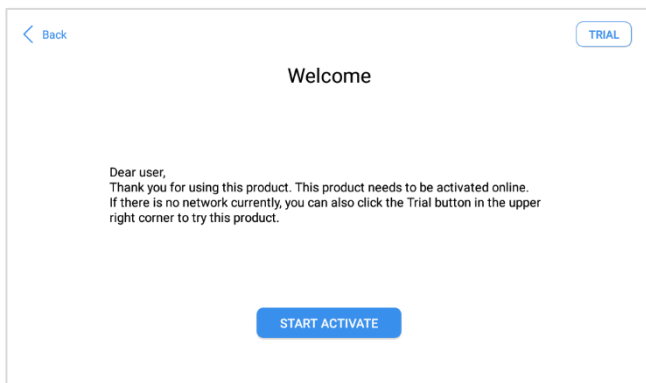 Back
TRIAL
Welcome
Dear user,
Thank you for using this product. This product needs to be activated online.
If there is no network currently, you can also click the Trial button in the upper
right corner to try this product.
START ACTIVATE